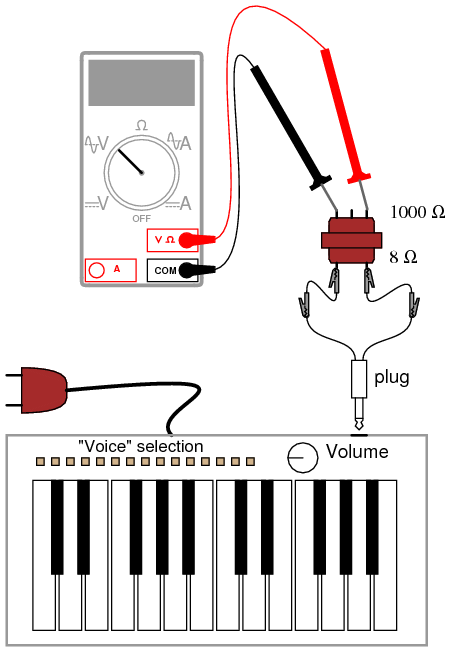 Ω
V
A
V
A
OFF
V Ω
A
COM
1000 Ω
8 Ω
plug
"Voice" selection
Volume